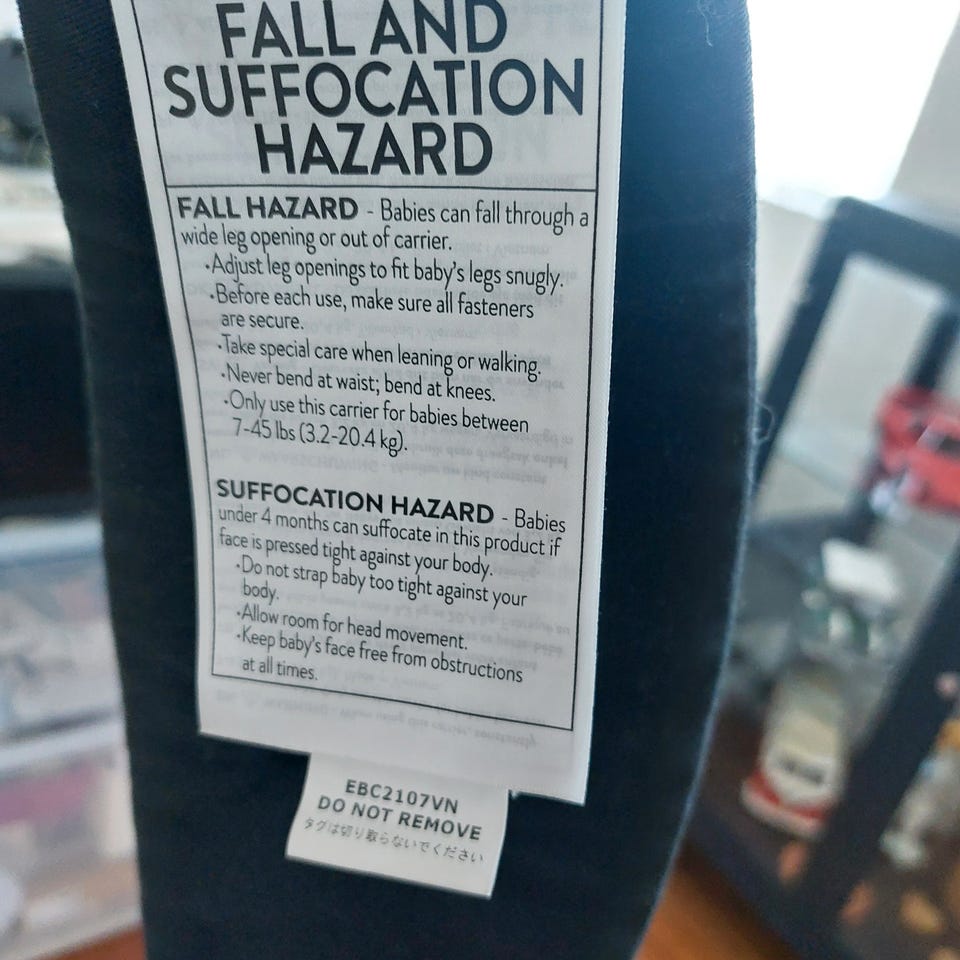 FALL AND
SUFFOCATION
HAZARD
FALL HAZARD - Babies can fall through a
wide leg opening or out of carrier.
·Adjust leg openings to fit baby's legs snugly.
·Before each use, make sure all fasteners
are secure.
·Take special care when leaning or walking.
·Never bend at waist; bend at knees.
·Only use this carrier for babies between
7-45 lbs (3.2-20.4 kg).
SUFFOCATION HAZARD - Babies
under 4 months can suffocate in this product if
face is pressed tight against your body.
·Do not strap baby too tight against your
body.
·Allow room for head movement.
·Keep baby's face free from obstructions
at all times.
EBC2107VN
DO NOT REMOVE
タグは切り取らないでください